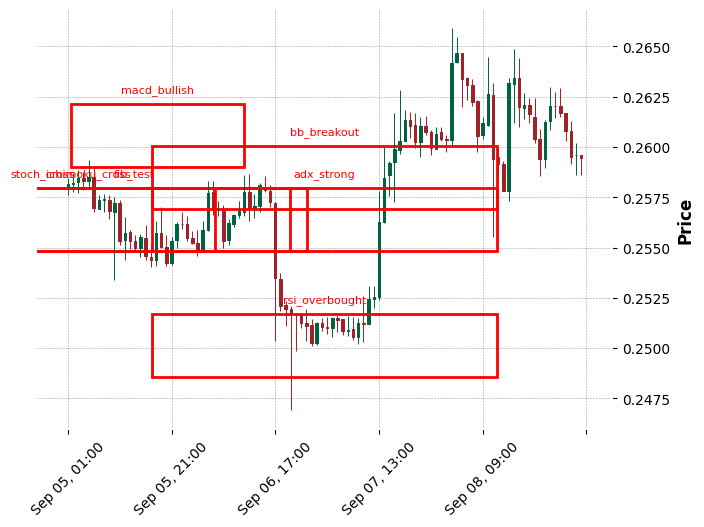 macd_bullish
bb_breakout
adx_strong
rsi_overbought
0.2650
0.2625
0.2600
0.2575
0.2550
0.2525
0.2500
0.2475
Price
Sep 05, 01:00
Sep 05, 21:00
Sep 06, 17:00
Sep 07, 13:00
Sep 08, 09:00